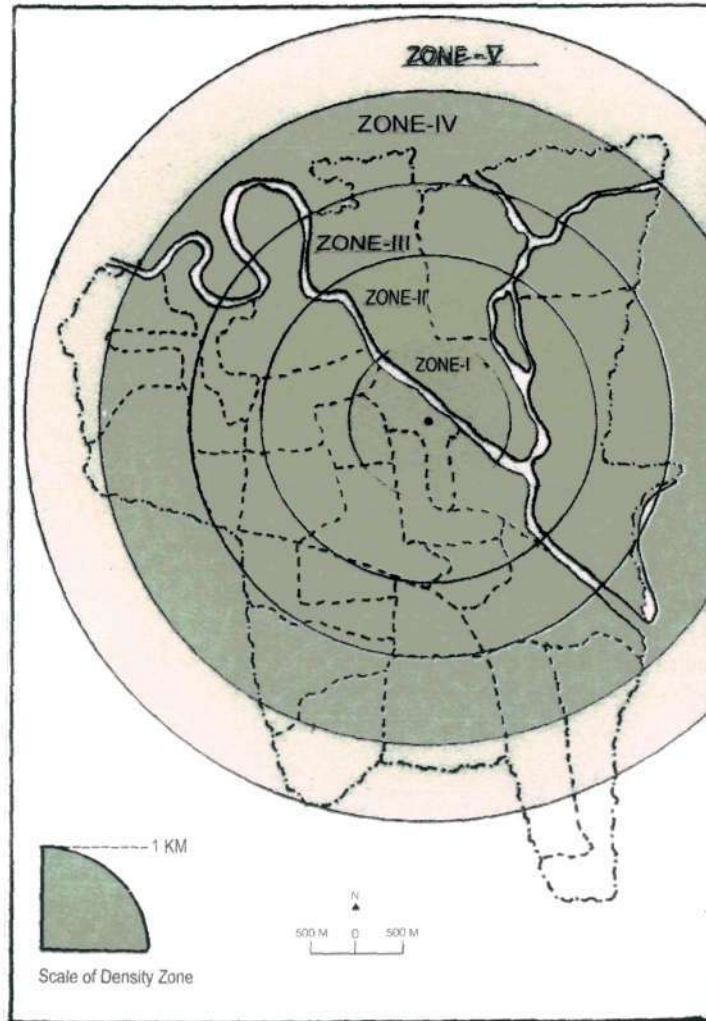 ZONE-V
ZONE-IV
ZONE-III
ZONE-II
ZONE-I
1 KM
N
500 M 0 500 M
Scale of Density Zone